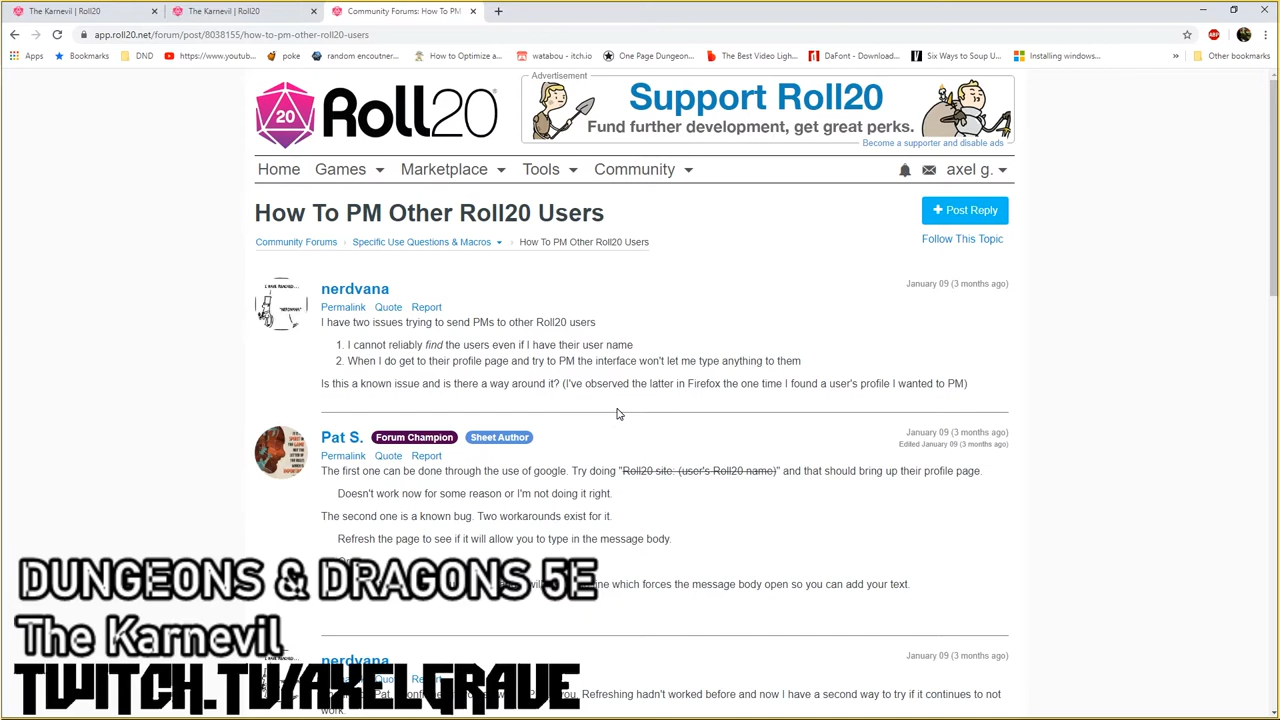 The Karnevil | Roll20
The Karnevil | Roll20
Community Forums: How To PM
app.roll20.net/forum/post/8038155/how-to-pm-other-roll20-users
Apps Bookmarks DND https://www.youtub... poke random encoutner... How to Optimize a... watabou - itch.io One Page Dungeon... The Best Video Ligh... DaFont - Download... Six Ways to Soup U... Installing windows... » Other bookmarks
Advertisement
20 Roll20®
Support Roll20
Fund further development, get great perks.
Become a supporter and disable ads
Home Games Marketplace Tools Community axel g.
How To PM Other Roll20 Users
+ Post Reply
Community Forums › Specific Use Questions & Macros › How To PM Other Roll20 Users
Follow This Topic
nerdvana
January 09 (3 months ago)
Permalink Quote Report
I have two issues trying to send PMs to other Roll20 users
1. I cannot reliably find the users even if I have their user name
2. When I do get to their profile page and try to PM the interface won't let me type anything to them
Is this a known issue and is there a way around it? (I've observed the latter in Firefox the one time I found a user's profile I wanted to PM)
Pat S. Forum Champion Sheet Author
January 09 (3 months ago)
Edited January 09 (3 months ago)
Permalink Quote Report
The first one can be done through the use of google. Try doing "Roll20 site: (user's Roll20 name)" and that should bring up their profile page.
Doesn't work now for some reason or I'm not doing it right.
The second one is a known bug. Two workarounds exist for it.
Refresh the page to see if it will allow you to type in the message body.
which forces the message body open so you can add your text.
DUNGEONS & DRAGONS 5E
The Karnevil
TWITCH.TV/AXELGRAVE
nerdvana
January 09 (3 months ago)
Refreshing hadn't worked before and now I have a second way to try if it continues to not
work.